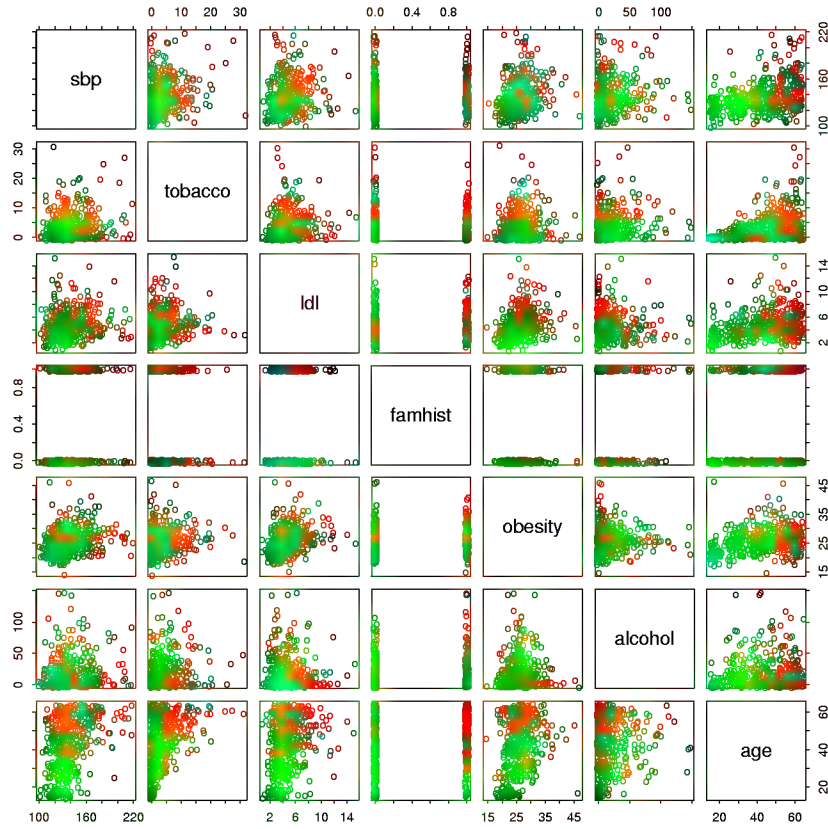 0 10 20 30 0.0 0.4 0.8 0 50 100
sbp 100 160 220
0 10 20 30 tobacco
ldl 2 6 10 14
0.0 0.4 0.8 famhist
obesity 15 25 35 45
0 50 100 alcohol
age 20 40 60
100 160 220 2 6 10 14 15 25 35 45 20 40 60